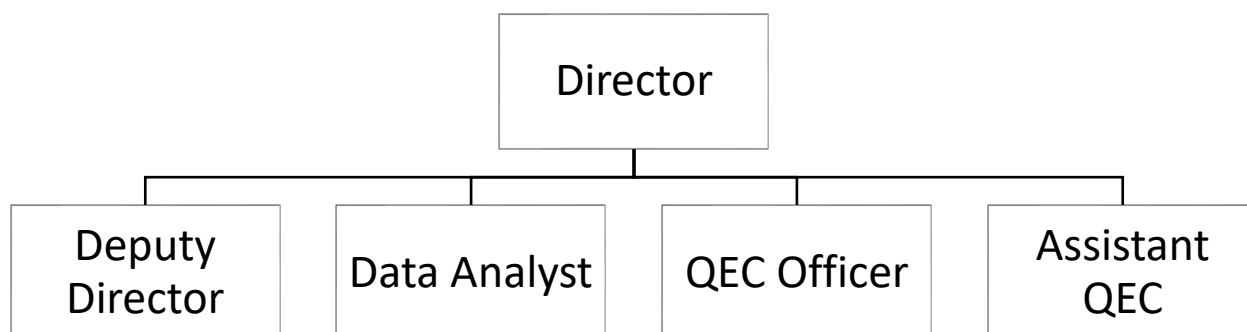 Director
Deputy
Director
Data Analyst
QEC Officer
Assistant
QEC